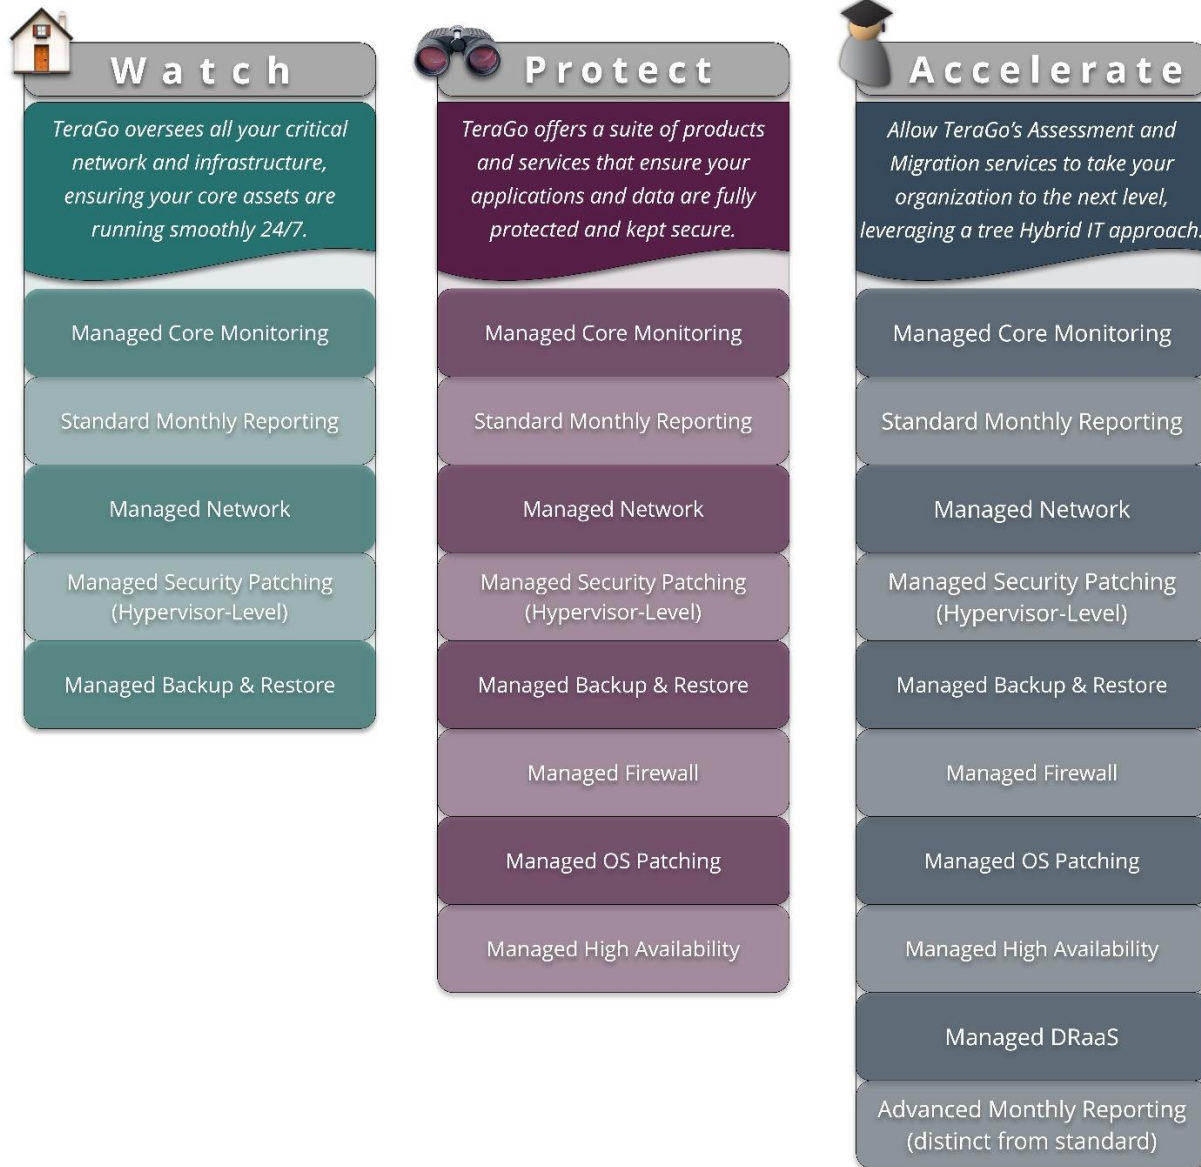 Watch
TeraGo oversees all your critical
network and infrastructure,
ensuring your core assets are
running smoothly 24/7.
Managed Core Monitoring
Standard Monthly Reporting
Managed Network
Managed Security Patching
(Hypervisor-Level)
Managed Backup & Restore
Protect
TeraGo offers a suite of products
and services that ensure your
applications and data are fully
protected and kept secure.
Managed Core Monitoring
Standard Monthly Reporting
Managed Network
Managed Security Patching
(Hypervisor-Level)
Managed Backup & Restore
Managed Firewall
Managed OS Patching
Managed High Availability
Accelerate
Allow TeraGo's Assessment and
Migration services to take your
organization to the next level,
leveraging a tree Hybrid IT approach.
Managed Core Monitoring
Standard Monthly Reporting
Managed Network
Managed Security Patching
(Hypervisor-Level)
Managed Backup & Restore
Managed Firewall
Managed OS Patching
Managed High Availability
Managed DRaaS
Advanced Monthly Reporting
(distinct from standard)